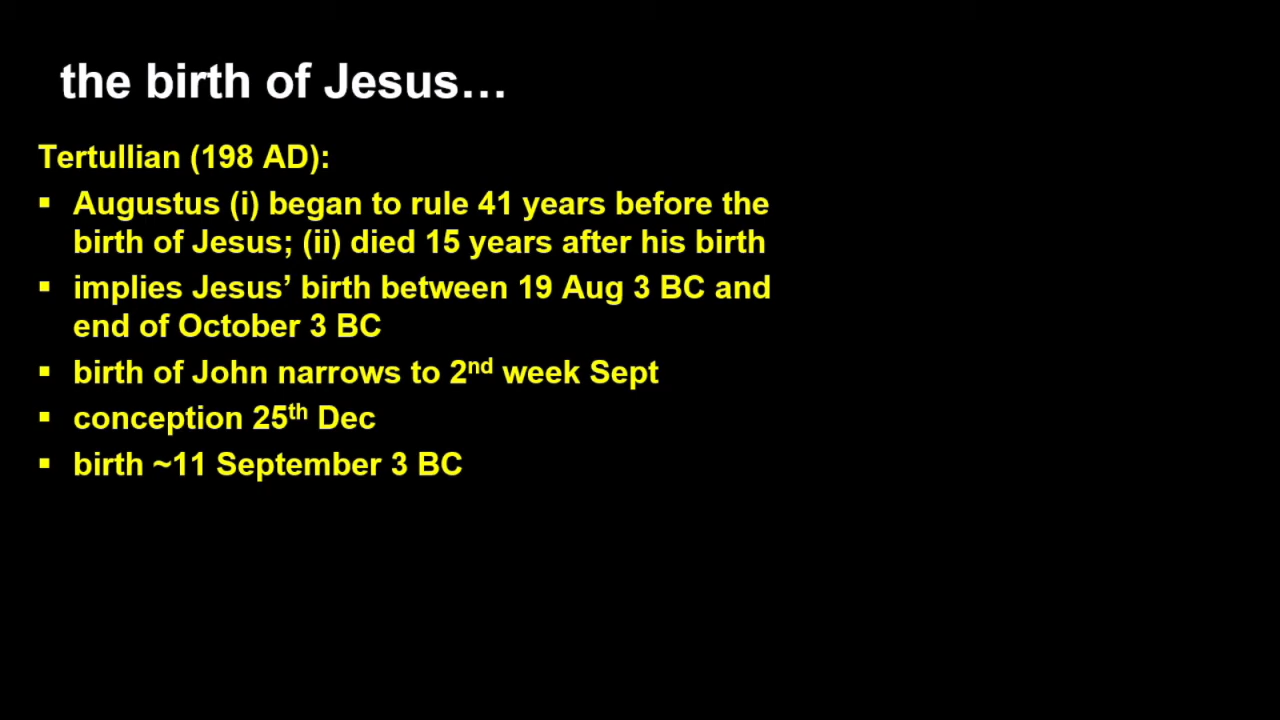 the birth of Jesus…
Tertullian (198 AD):
▪ Augustus (i) began to rule 41 years before the
birth of Jesus; (ii) died 15 years after his birth
▪ implies Jesus’ birth between 19 Aug 3 BC and
end of October 3 BC
▪ birth of John narrows to 2nd week Sept
▪ conception 25th Dec
▪ birth ~11 September 3 BC